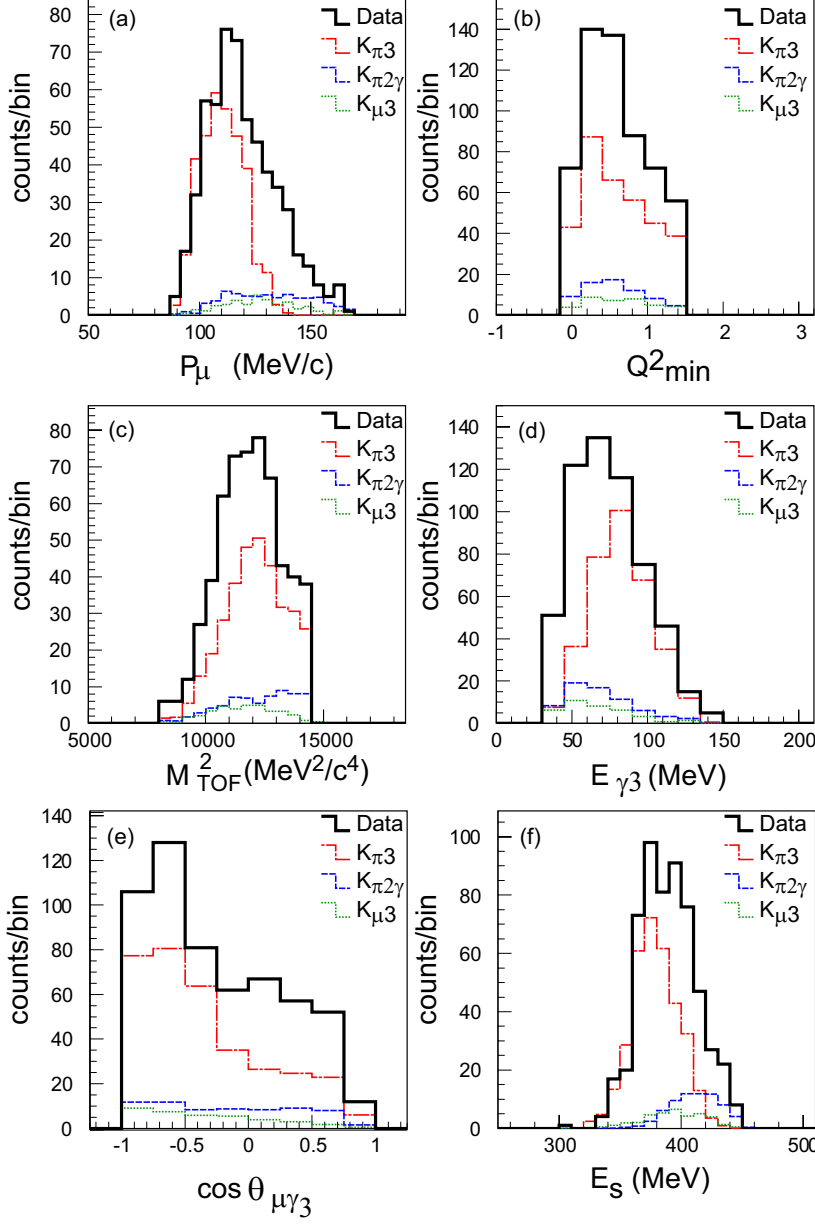 (a)
Data
Kπ3
Kπ2γ
Kμ3
counts/bin
80
70
60
50
40
30
20
10
0
50 100 150
Pμ (MeV/c)
(b)
Data
Kπ3
Kπ2γ
Kμ3
counts/bin
140
120
100
80
60
40
20
0
-1 0 1 2 3
Q2min
(c)
Data
Kπ3
Kπ2γ
Kμ3
counts/bin
80
70
60
50
40
30
20
10
0
5000 10000 15000
M2TOF(MeV2/c4)
(d)
Data
Kπ3
Kπ2γ
Kμ3
counts/bin
140
120
100
80
60
40
20
0
0 50 100 150 200
Eγ3 (MeV)
(e)
Data
Kπ3
Kπ2γ
Kμ3
counts/bin
140
120
100
80
60
40
20
0
-1 -0.5 0 0.5 1
cos θμγ3
(f)
Data
Kπ3
Kπ2γ
Kμ3
counts/bin
100
80
60
40
20
0
300 400 500
Es (MeV)